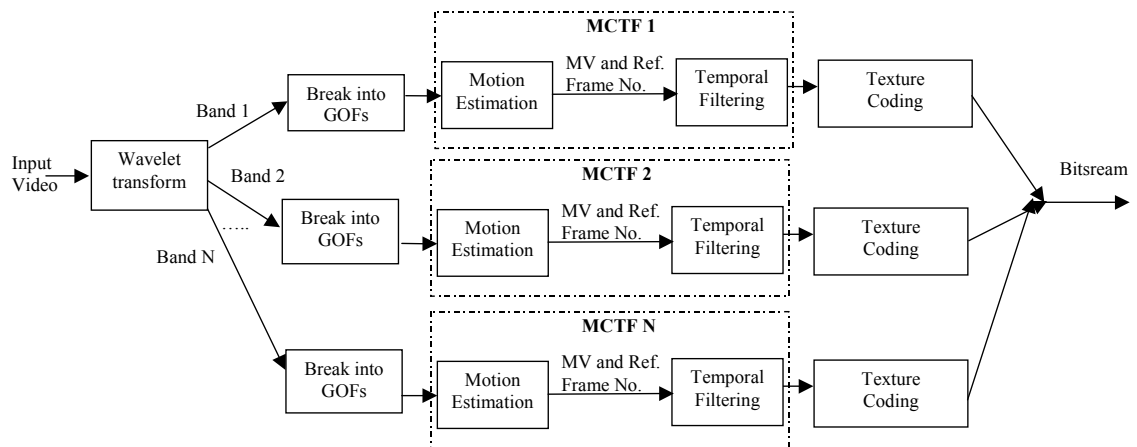 MCTF 1
MV and Ref.
Frame No.
Motion
Estimation
Temporal
Filtering
Texture
Coding
Break into
GOFs
Band 1
Input
Video
Wavelet
transform
Band 2
.....
Band N
MCTF 2
Break into
GOFs
Motion
Estimation
MV and Ref.
Frame No.
Temporal
Filtering
Texture
Coding
Bitsream
MCTF N
Break into
GOFs
Motion
Estimation
MV and Ref.
Frame No.
Temporal
Filtering
Texture
Coding